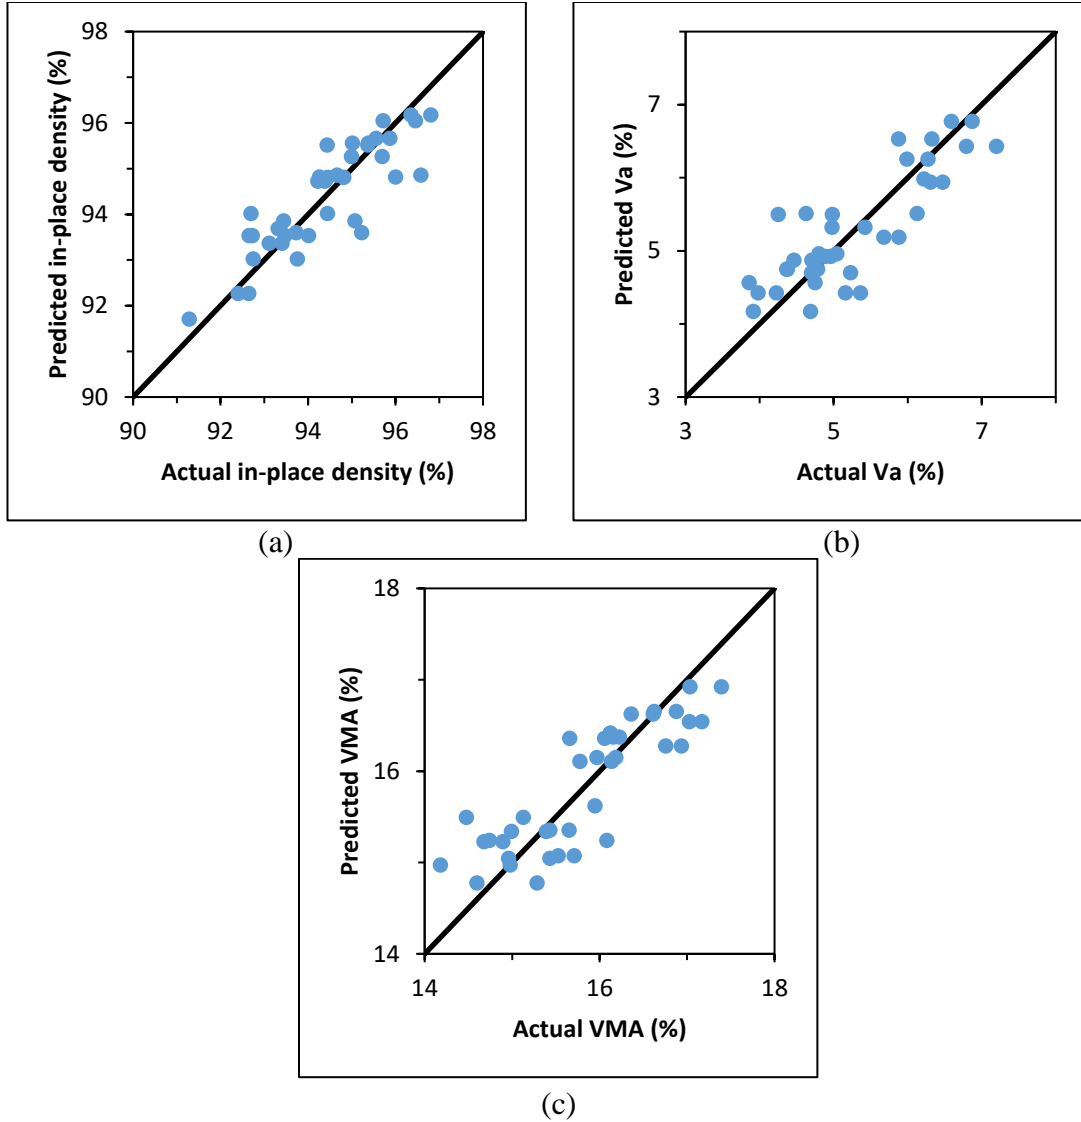 98
96
94
92
90
Predicted in-place density (%)
90 92 94 96 98
Actual in-place density (%)
(a)
7
5
3
Predicted Va (%)
3 5 7
Actual Va (%)
(b)
18
16
14
Predicted VMA (%)
14 16 18
Actual VMA (%)
(c)